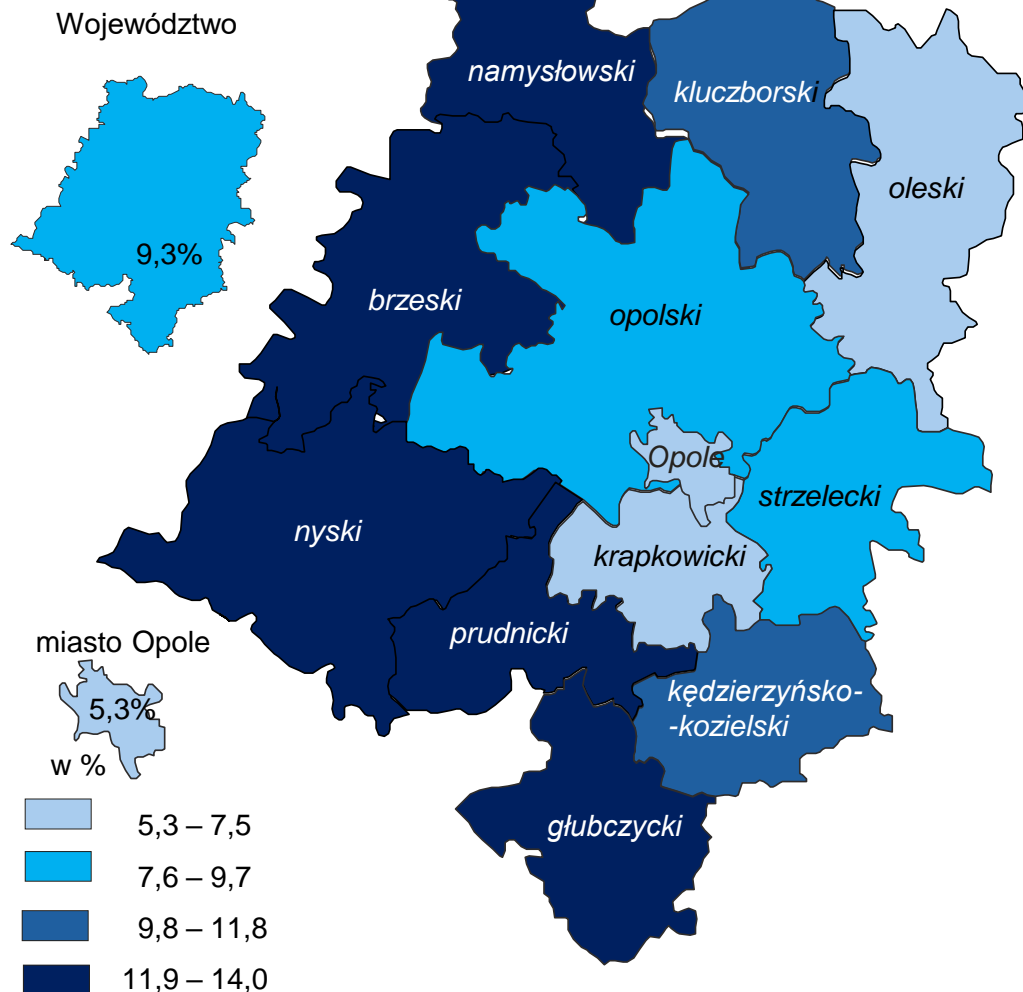 Województwo
9,3%
namysłowski
kluczborski
oleski
brzeski
opolski
Opole
strzelecki
nyski
krapkowicki
prudnicki
kędzierzyńsko-
-kozielski
głubczycki
miasto Opole
5,3%
w %
5,3 – 7,5
7,6 – 9,7
9,8 – 11,8
11,9 – 14,0